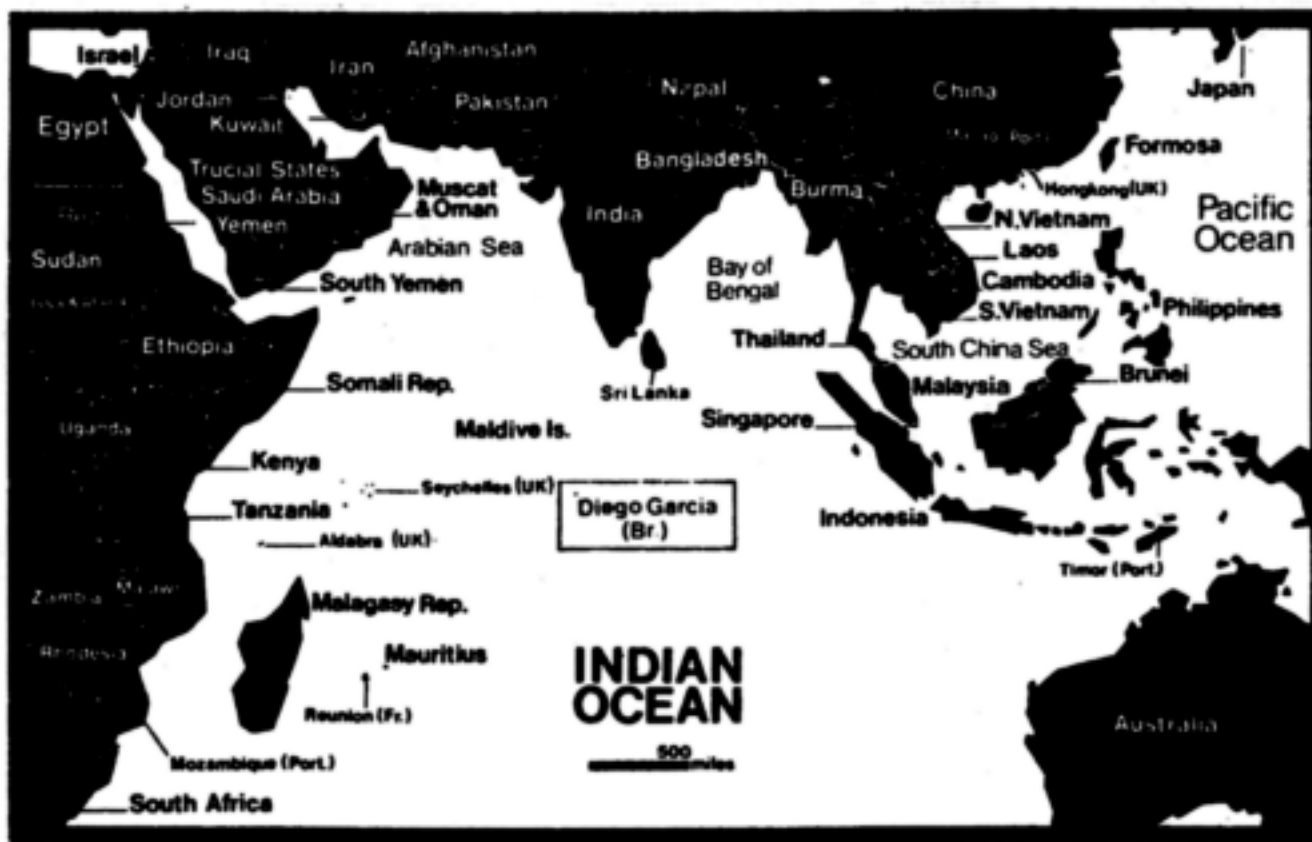 Israel
Iraq
Iran
Afghanistan
Nepal
China
Japan
Jordan
Kuwait
Pakistan
Egypt
Formosa
Bangladesh
Trucial States
Saudi Arabia
Muscat
& Oman
Burma
Hongkong (UK)
Pacific
Ocean
India
Yemen
N.Vietnam
Sudan
Arabian Sea
Laos
South Yemen
Bay of
Bengal
Cambodia
S.Vietnam
Philippines
Ethiopia
Thailand
South China Sea
Somali Rep.
Sri Lanka
Malaysia
Brunei
Uganda
Maldive Is.
Singapore
Kenya
Seychelles (UK)
Tanzania
Diego Garcia
(Br.)
Indonesia
Aldabra (UK)
Timor (Port.)
Zambia
Malawi
Malagasy Rep.
Rhodesia
Mauritius
INDIAN
OCEAN
Reunion (Fr.)
Australia
500
miles
Mozambique (Port.)
South Africa